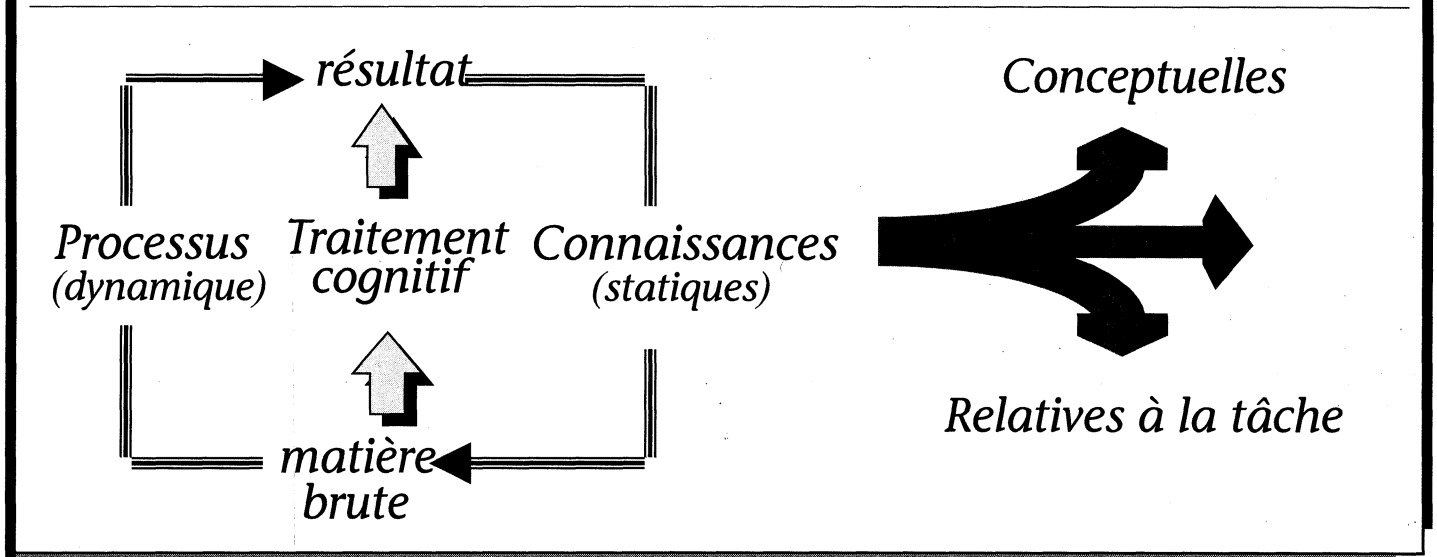 résultat
Conceptuelles
Processus
(dynamique)
Traitement
cognitif
Connaissances
(statiques)
matière
brute
Relatives à la tâche